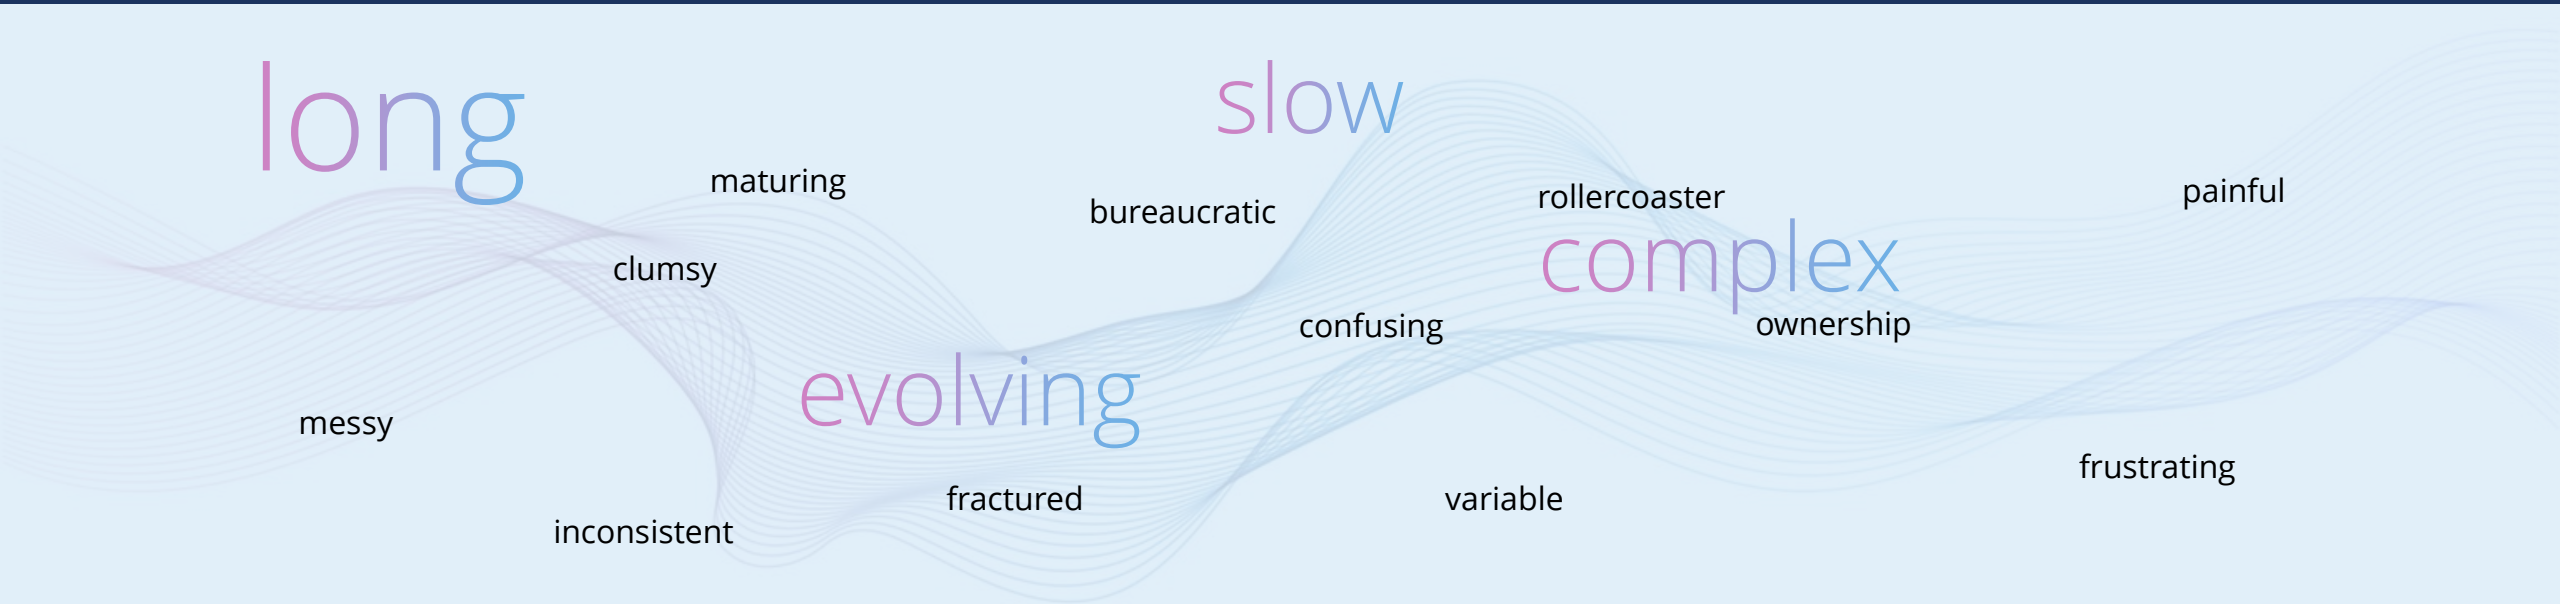 long
slow
maturing
painful
rollercoaster
bureaucratic
complex
clumsy
confusing
ownership
evolving
messy
frustrating
fractured
variable
inconsistent